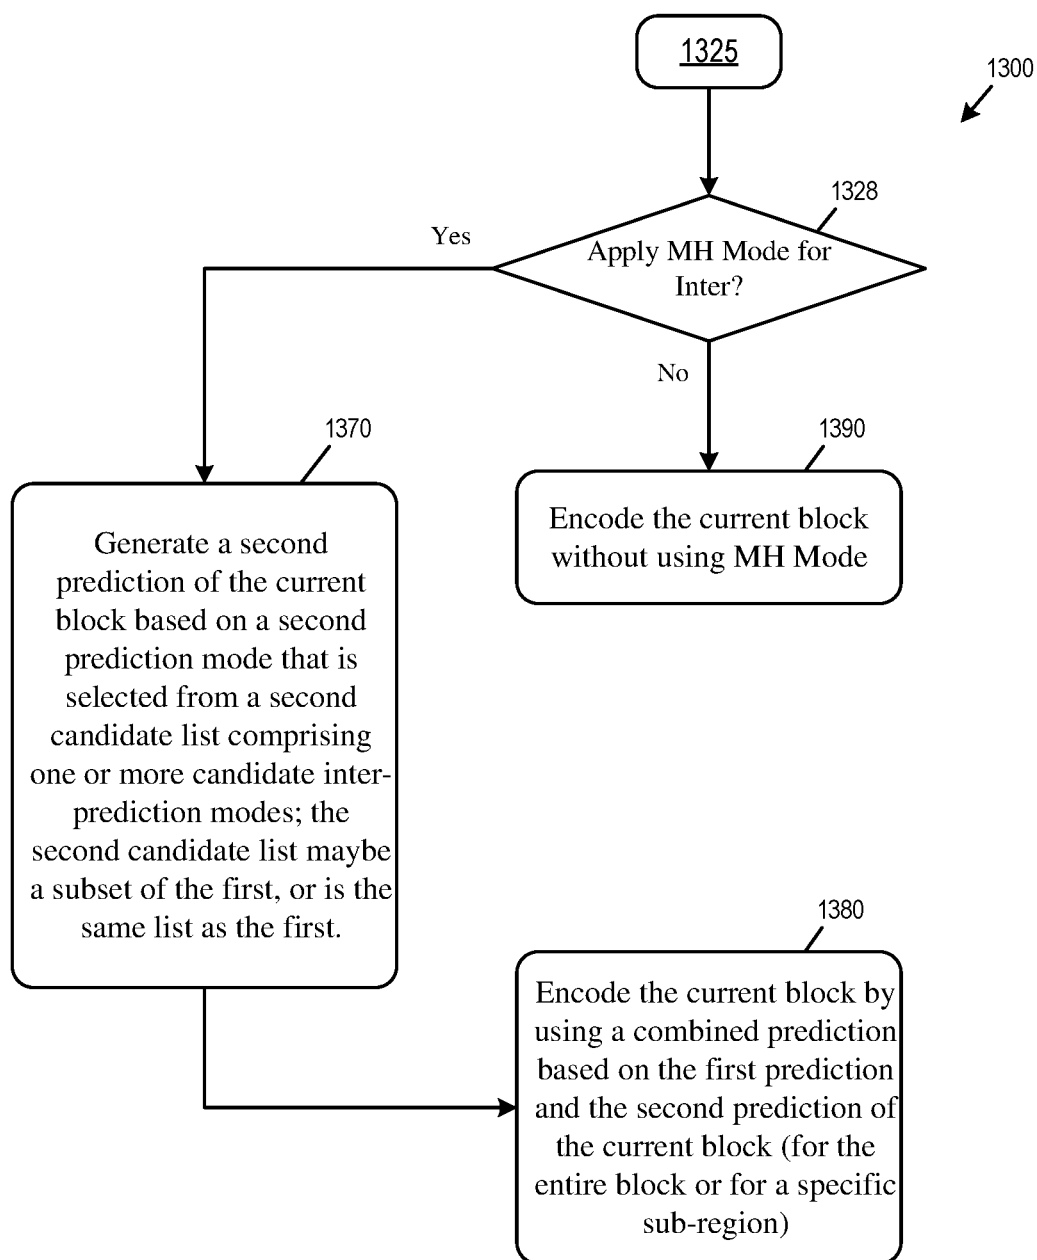 1325
1300
1328
Yes
Apply MH Mode for
Inter?
No
1370
1390
Generate a second
prediction of the current
block based on a second
prediction mode that is
selected from a second
candidate list comprising
one or more candidate inter-
prediction modes; the
second candidate list maybe
a subset of the first, or is the
same list as the first.
Encode the current block
without using MH Mode
1380
Encode the current block by
using a combined prediction
based on the first prediction
and the second prediction of
the current block (for the
entire block or for a specific
sub-region)